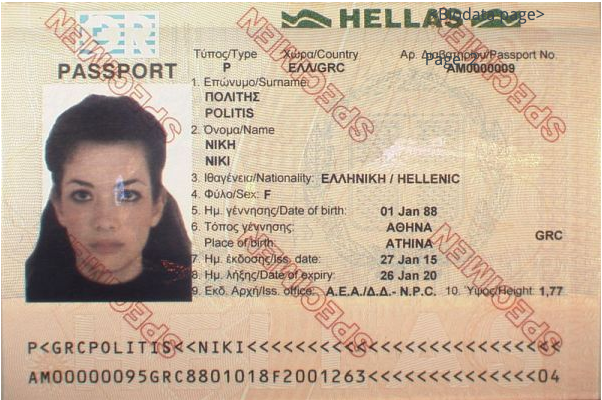 HELLAS
<Biodata page>
GR
PASSPORT
Τύπος/Type Χώρα/Country Αρ. Διαβατηρίου/Passport No.
P ΕΛΛ/GRC AM0000009
1. Επώνυμο/Surname
ΠΟΛΙΤΗΣ
POLITIS
2. Όνομα/Name
ΝΙΚΗ
NIKI
3. Ιθαγένεια/Nationality: ΕΛΛΗΝΙΚΗ / HELLENIC
4. Φύλο/Sex: F
5. Ημ. γέννησης/Date of birth: 01 Jan 88
6. Τόπος γέννησης: ΑΘΗΝΑ
Place of birth: ATHINA GRC
7. Ημ. έκδοσης/Iss. date: 27 Jan 15
8. Ημ. λήξης/Date of expiry: 26 Jan 20
9. Εκδ. Αρχή/Iss. office: Α.Ε.Α./Δ.Δ.- N.P.C. 10. Ύψος/Height: 1,77
SPECIMEN
SPECIMEN
SPECIMEN
SPECIMEN
SPECIMEN
SPECIMEN
P<GRCPOLITIS<<NIKI<<<<<<<<<<<<<<<<<<<<<<<<<<
AM00000095GRC8801018F2001263<<<<<<<<<<<<<<04